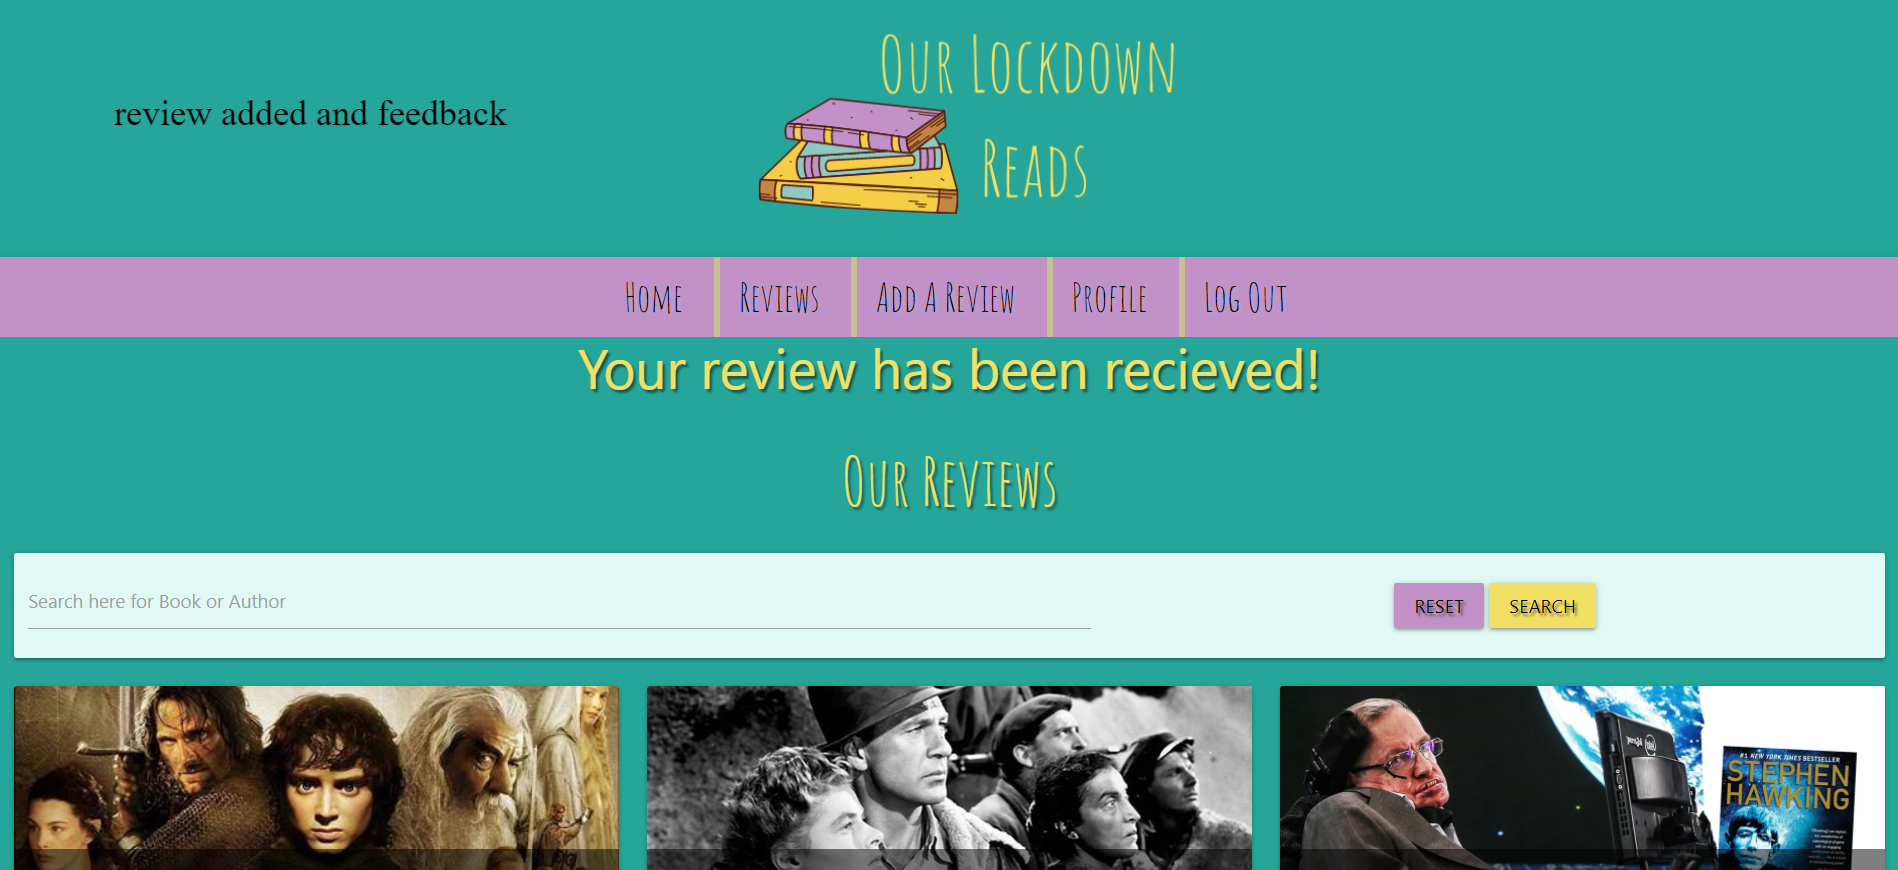 Our Lockdown
Reads
review added and feedback
Home Reviews Add A Review Profile Log Out
Your review has been recieved!
Our Reviews
Search here for Book or Author
RESET SEARCH
#1 NEW YORK TIMES BESTSELLER
STEPHEN
HAWKING